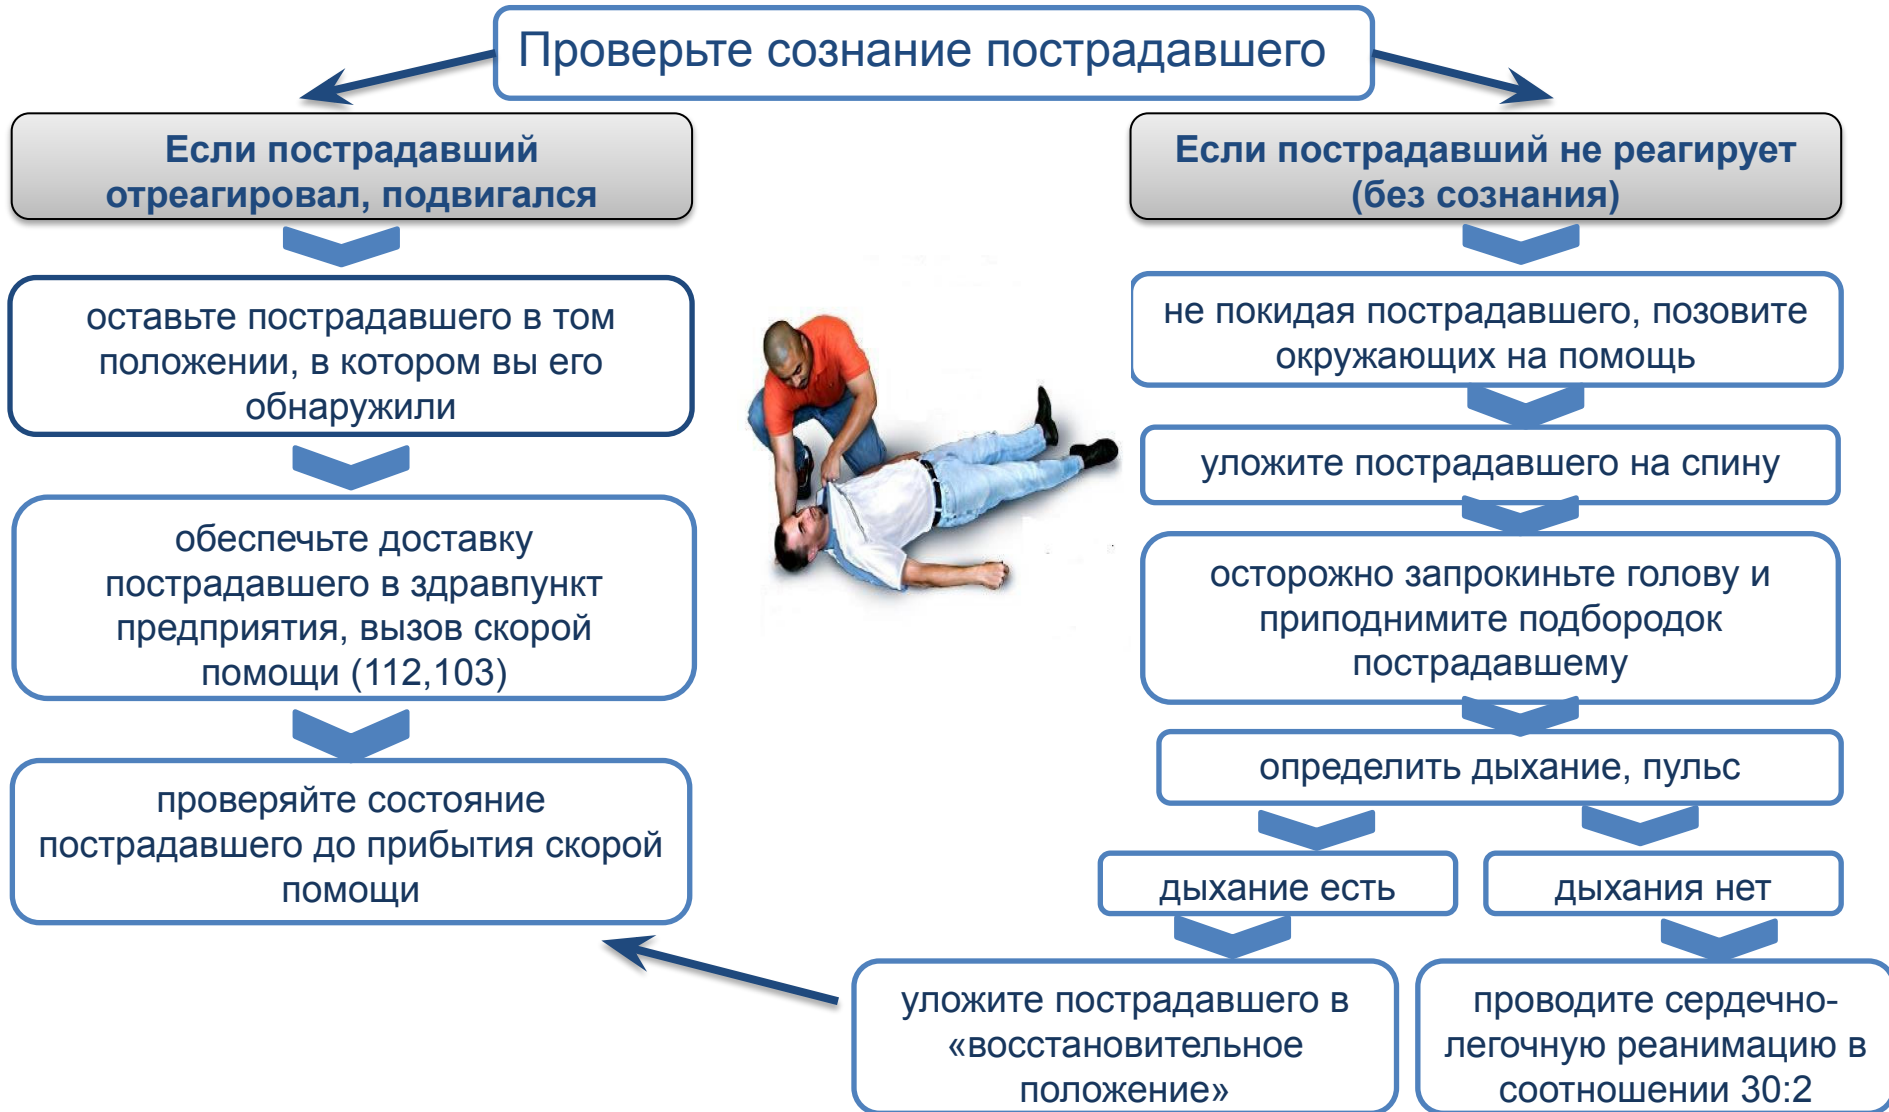 Проверьте сознание пострадавшего
Если пострадавший
отреагировал, подвигался
оставьте пострадавшего в том
положении, в котором вы его
обнаружили
обеспечьте доставку
пострадавшего в здравпункт
предприятия, вызов скорой
помощи (112,103)
проверяйте состояние
пострадавшего до прибытия скорой
помощи
Если пострадавший не реагирует
(без сознания)
не покидая пострадавшего, позовите
окружающих на помощь
уложите пострадавшего на спину
осторожно запрокиньте голову и
приподнимите подбородок
пострадавшему
определить дыхание, пульс
дыхание есть
дыхания нет
уложите пострадавшего в
«восстановительное
положение»
проводите сердечно-
легочную реанимацию в
соотношении 30:2